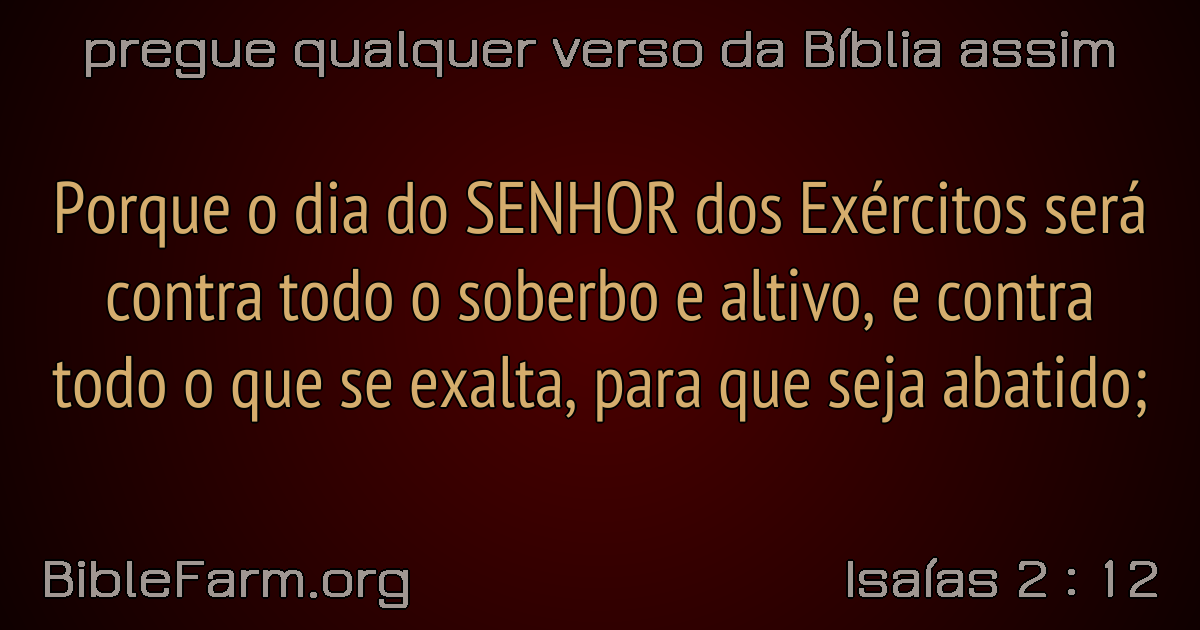 pregue qualquer verso da Bíblia assim
Porque o dia do SENHOR dos Exércitos será
contra todo o soberbo e altivo, e contra
todo o que se exalta, para que seja abatido;
BibleFarm.org
Isaías 2 : 12